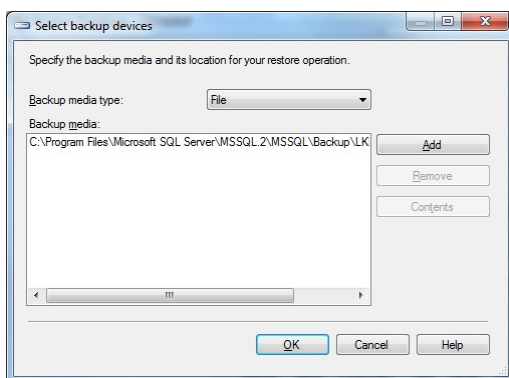 Select backup devices
Specify the backup media and its location for your restore operation.
Backup media type:
File
Backup media:
C:\Program Files\Microsoft SQL Server\MSSQL.2\MSSQL\Backup\LK
Add
Remove
Contents
OK
Cancel
Help